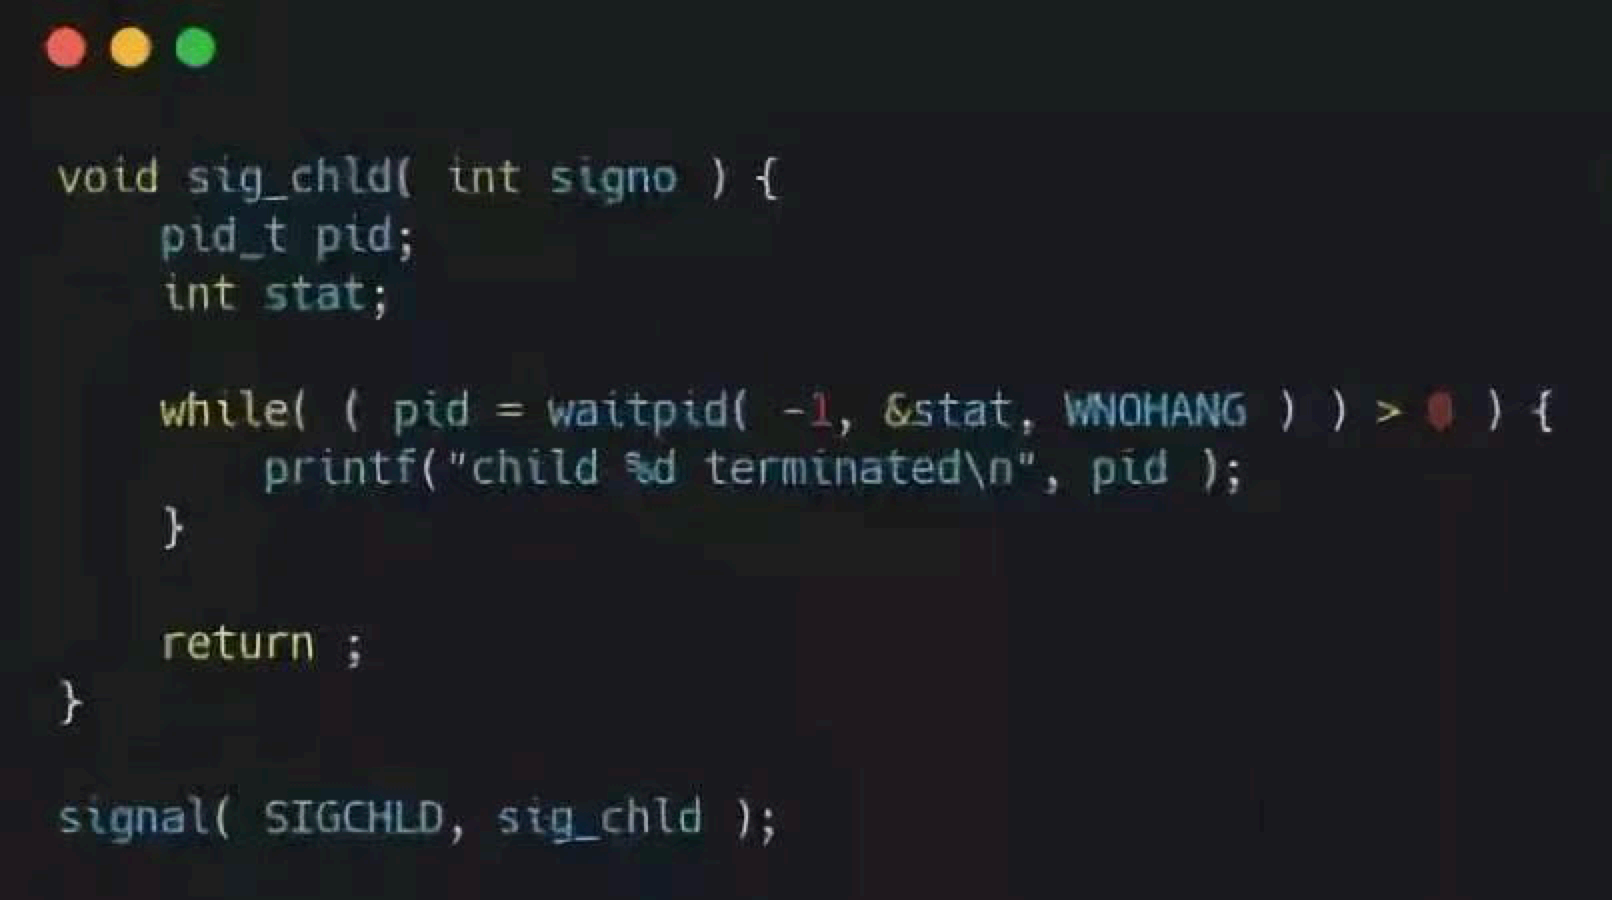 void sig_chld( int signo ) {
    pid_t pid;
    int stat;
    while( ( pid = waitpid( -1, &stat, WNOHANG ) ) > 0 ) {
        printf("child %d terminated\n", pid );
    }
    return ;
}
signal( SIGCHLD, sig_chld );